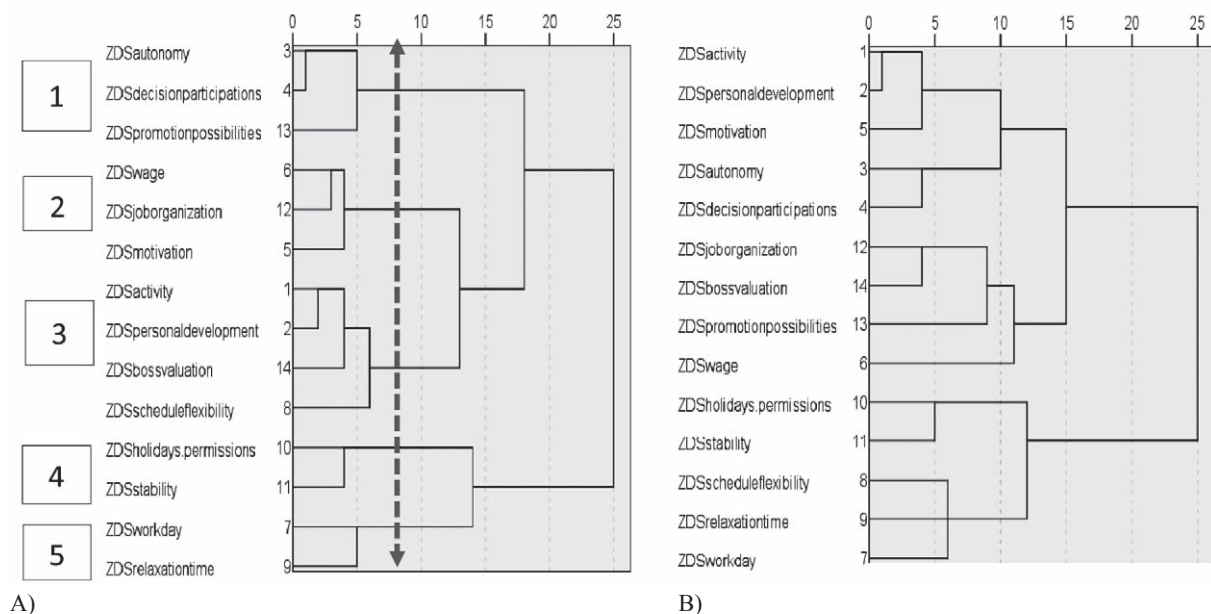 0 5 10 15 20 25
1
2
3
4
5
ZDSautonomy 3
ZDSdecisionparticipations 4
ZDSpromotionpossibilities 13
ZDSwage 6
ZDSjoborganization 12
ZDSmotivation 5
ZDSactivity 1
ZDSpersonaldevelopment 2
ZDSbossvaluation 14
ZDSscheduleflexibility 8
ZDSholidays.permissions 10
ZDSstability 11
ZDSworkday 7
ZDSrelaxationtime 9
A)
0 5 10 15 20 25
ZDSactivity 1
ZDSpersonaldevelopment 2
ZDSmotivation 5
ZDSautonomy 3
ZDSdecisionparticipations 4
ZDSjoborganization 12
ZDSbossvaluation 14
ZDSpromotionpossibilities 13
ZDSwage 6
ZDSholidays.permissions 10
ZDSstability 11
ZDSscheduleflexibility 8
ZDSrelaxationtime 9
ZDSworkday 7
B)